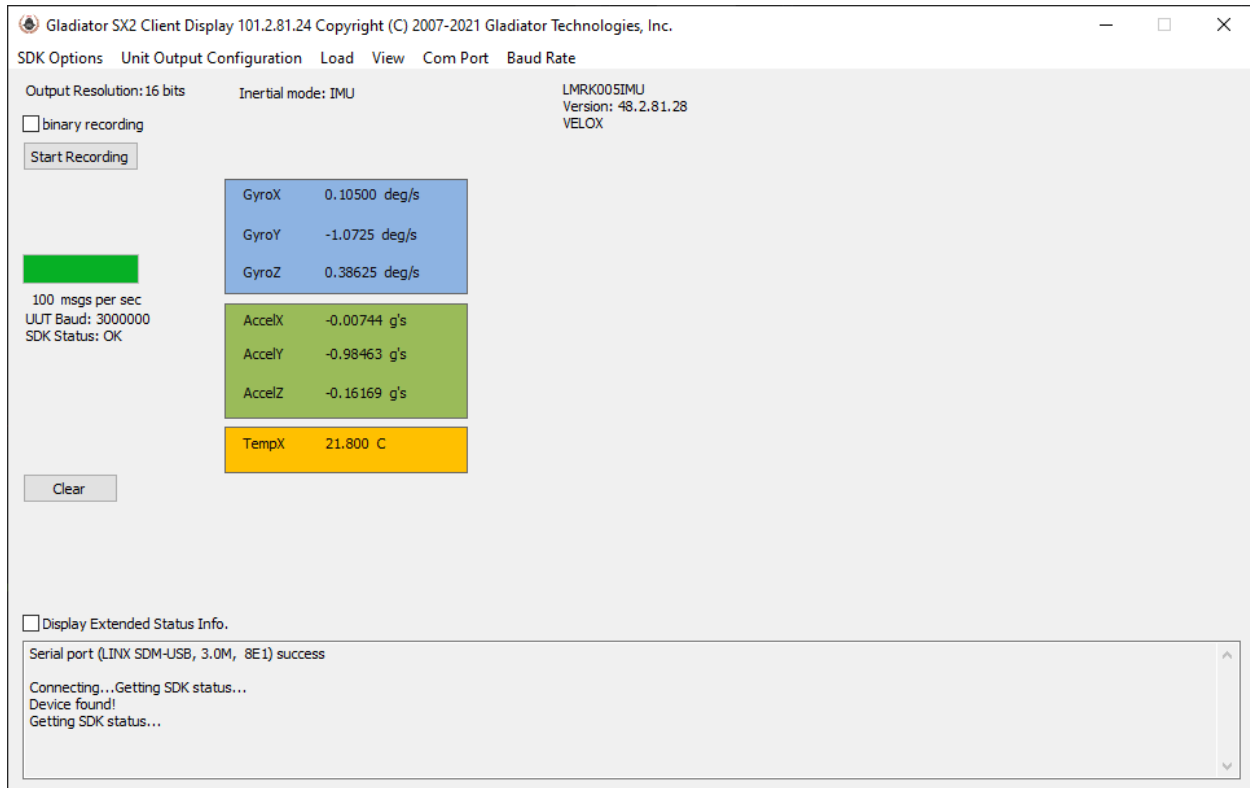 Gladiator SX2 Client Display 101.2.81.24 Copyright (C) 2007-2021 Gladiator Technologies, Inc.
SDK Options Unit Output Configuration Load View Com Port Baud Rate
Output Resolution: 16 bits
Inertial mode: IMU
LMRK005IMU
Version: 48.2.81.28
VELOX
binary recording
Start Recording
GyroX 0.10500 deg/s
GyroY -1.0725 deg/s
GyroZ 0.38625 deg/s
100 msgs per sec
UUT Baud: 3000000
SDK Status: OK
AccelX -0.00744 g's
AccelY -0.98463 g's
AccelZ -0.16169 g's
TempX 21.800 C
Clear
Display Extended Status Info.
Serial port (LINX SDM-USB, 3.0M, 8E1) success
Connecting...Getting SDK status...
Device found!
Getting SDK status...